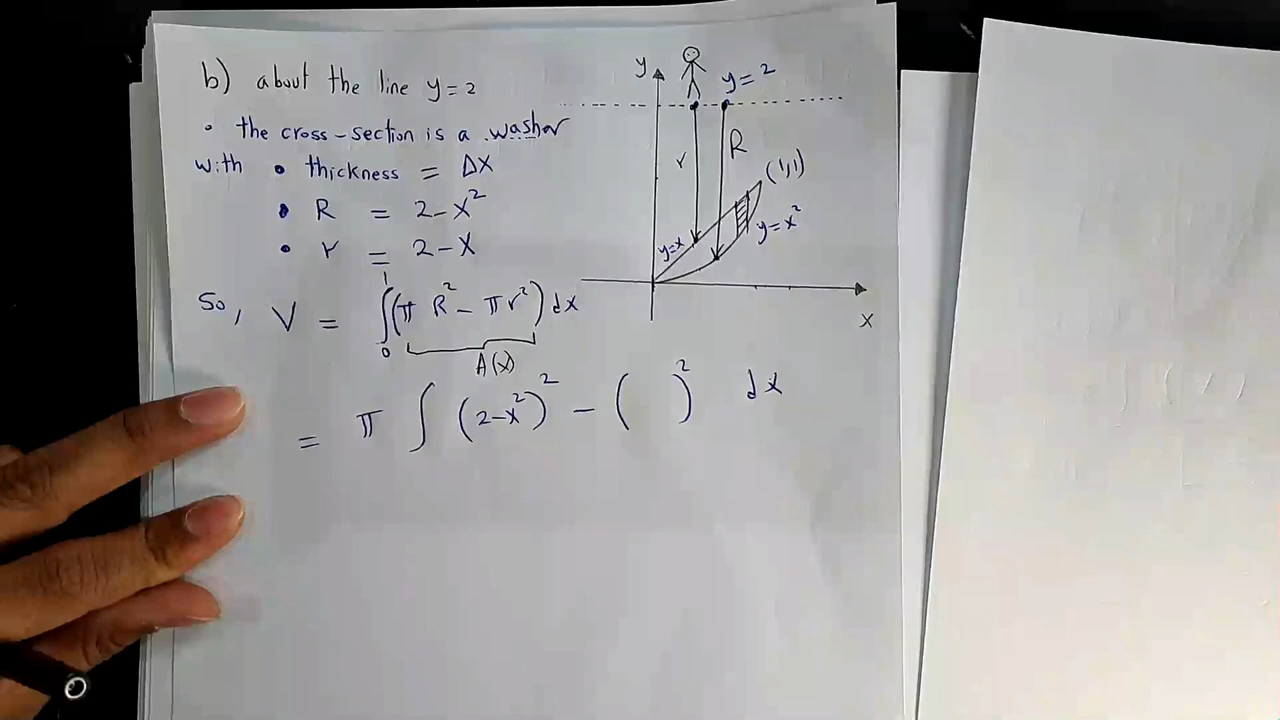 b) about the line y = 2
• the cross-section is a washer
with • thickness = Δx
• R = 2-x²
• r = 2-x
So, V = ∫₀¹(π R² - π r²) dx
A(x)
= π ∫ (2-x²)² - ( )² dx
y
y = 2
r
R
(1,1)
y=x
y=x²
x